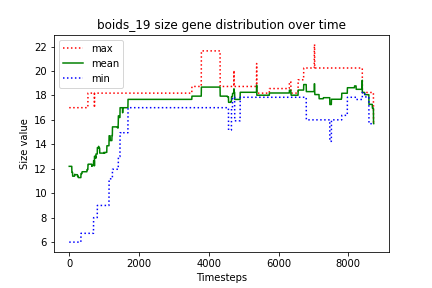 boids_19 size gene distribution over time
max
mean
min
Size value
22
20
18
16
14
12
10
8
6
0
2000
4000
6000
8000
Timesteps